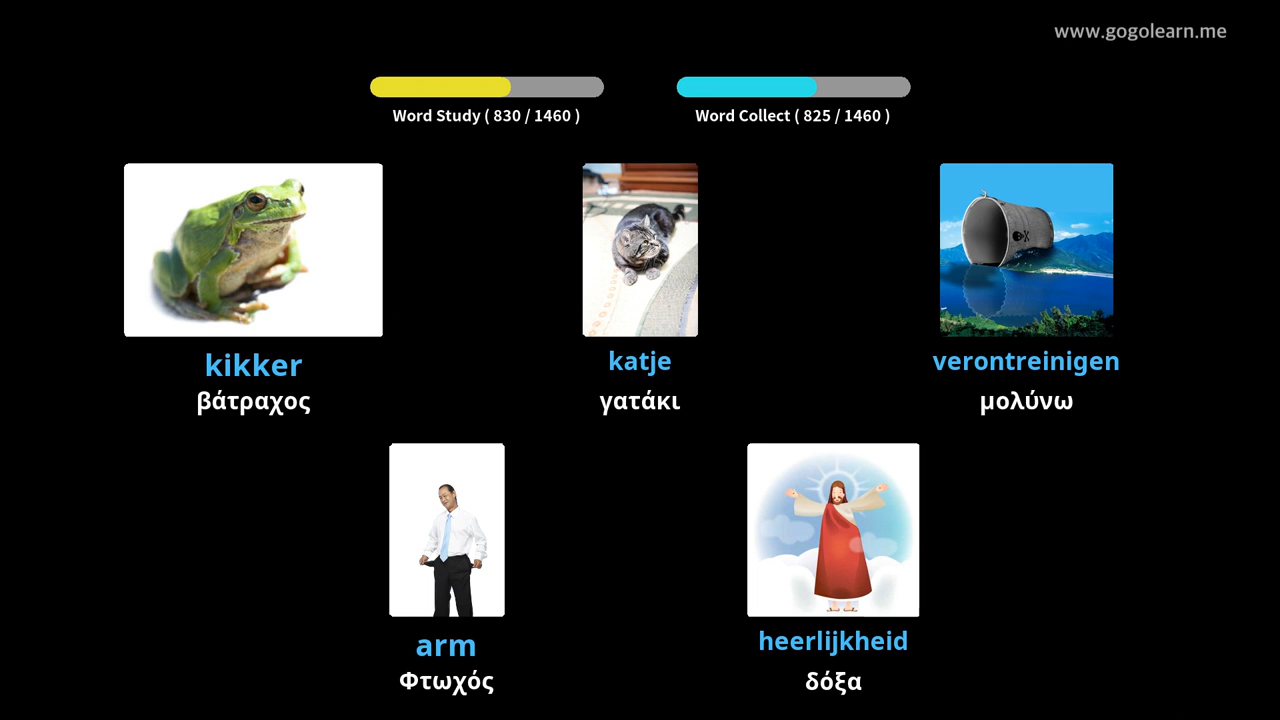 www.gogolearn.me
Word Study ( 830 / 1460 )
Word Collect ( 825 / 1460 )
kikker
βάτραχος
katje
γατάκι
verontreinigen
μολύνω
arm
Φτωχός
heerlijkheid
δόξα